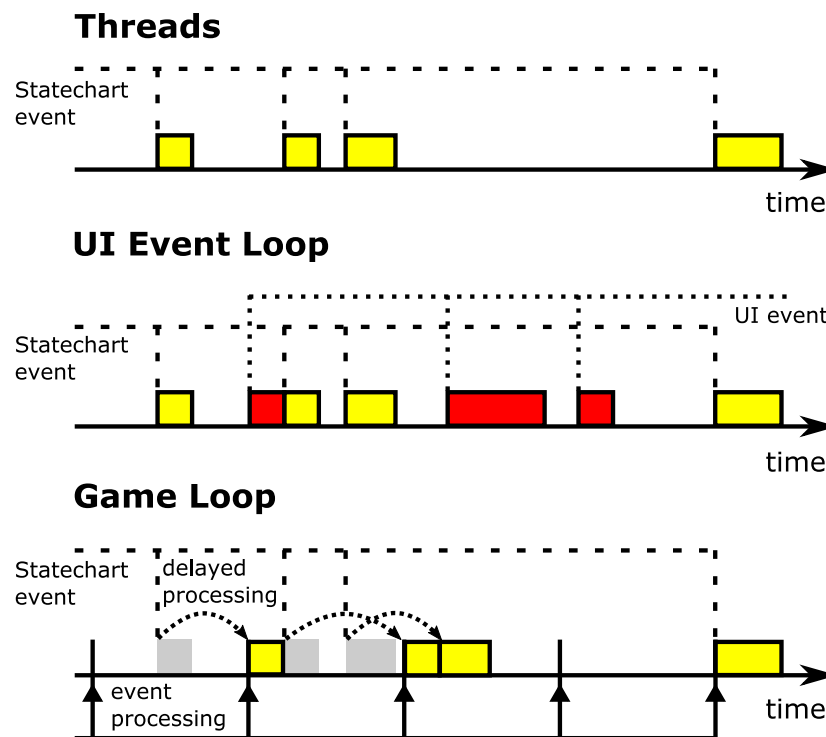 Threads
Statechart
event
time
UI Event Loop
UI event
Statechart
event
time
Game Loop
Statechart
event
delayed
processing
event
processing
time